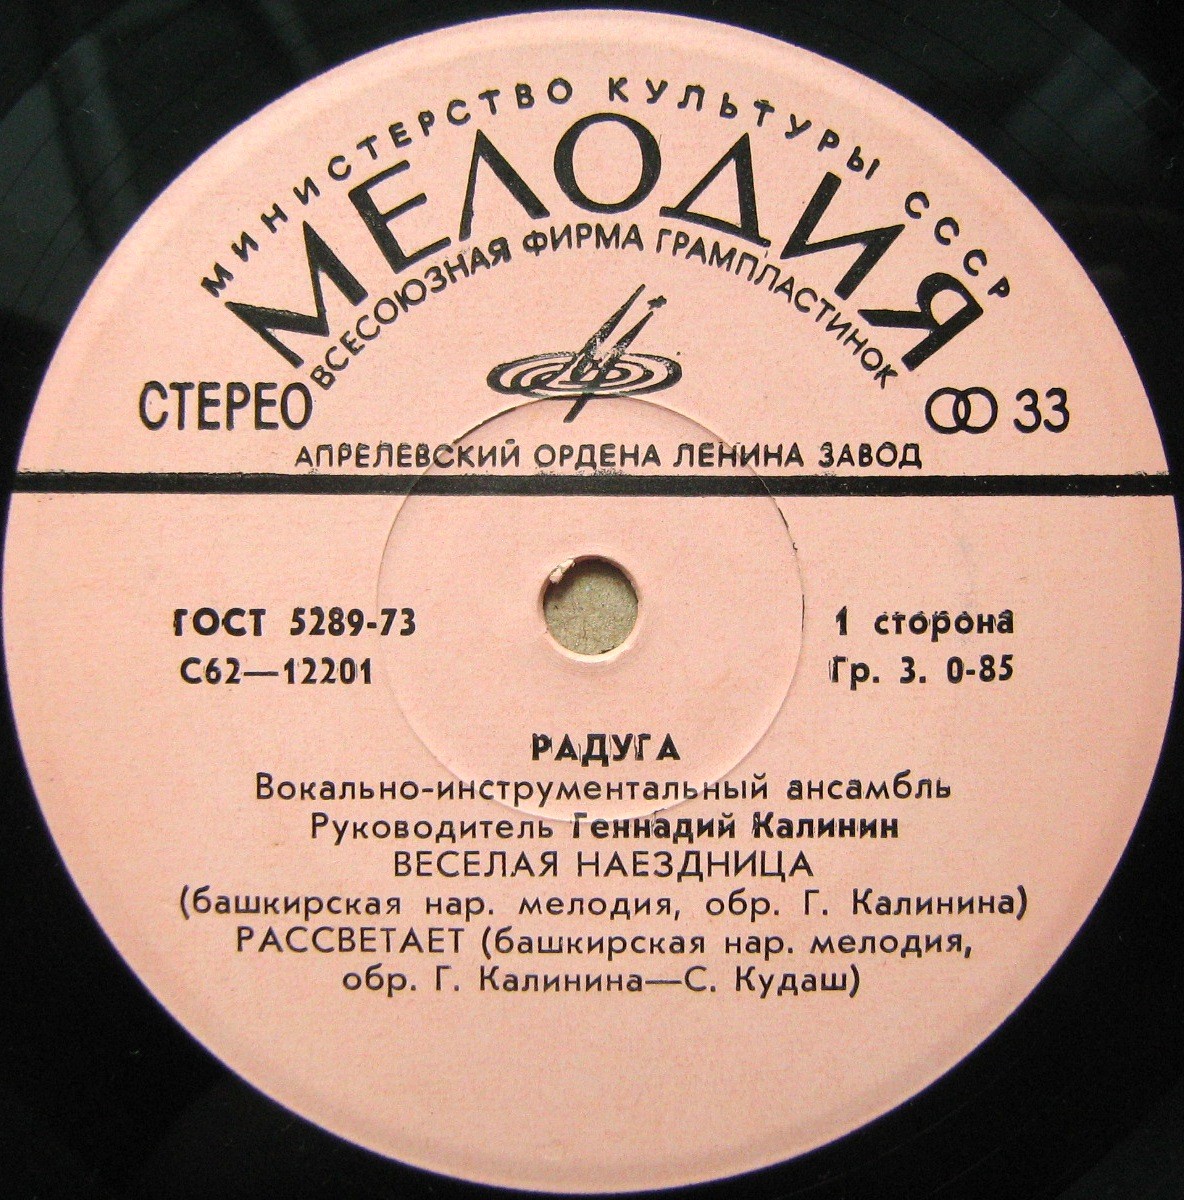 МИНИСТЕРСТВО КУЛЬТУРЫ СССР
МЕЛОДИЯ
ВСЕСОЮЗНАЯ ФИРМА ГРАМПЛАСТИНОК
СТЕРЕО
33
АПРЕЛЕВСКИЙ ОРДЕНА ЛЕНИНА ЗАВОД
ГОСТ 5289-73
1 сторона
С62—12201
Гр. 3. 0-85
РАДУГА
Вокально-инструментальный ансамбль
Руководитель Геннадий Калинин
ВЕСЕЛАЯ НАЕЗДНИЦА
(башкирская нар. мелодия, обр. Г. Калинина)
РАССВЕТАЕТ (башкирская нар. мелодия,
обр. Г. Калинина—С. Кудаш)